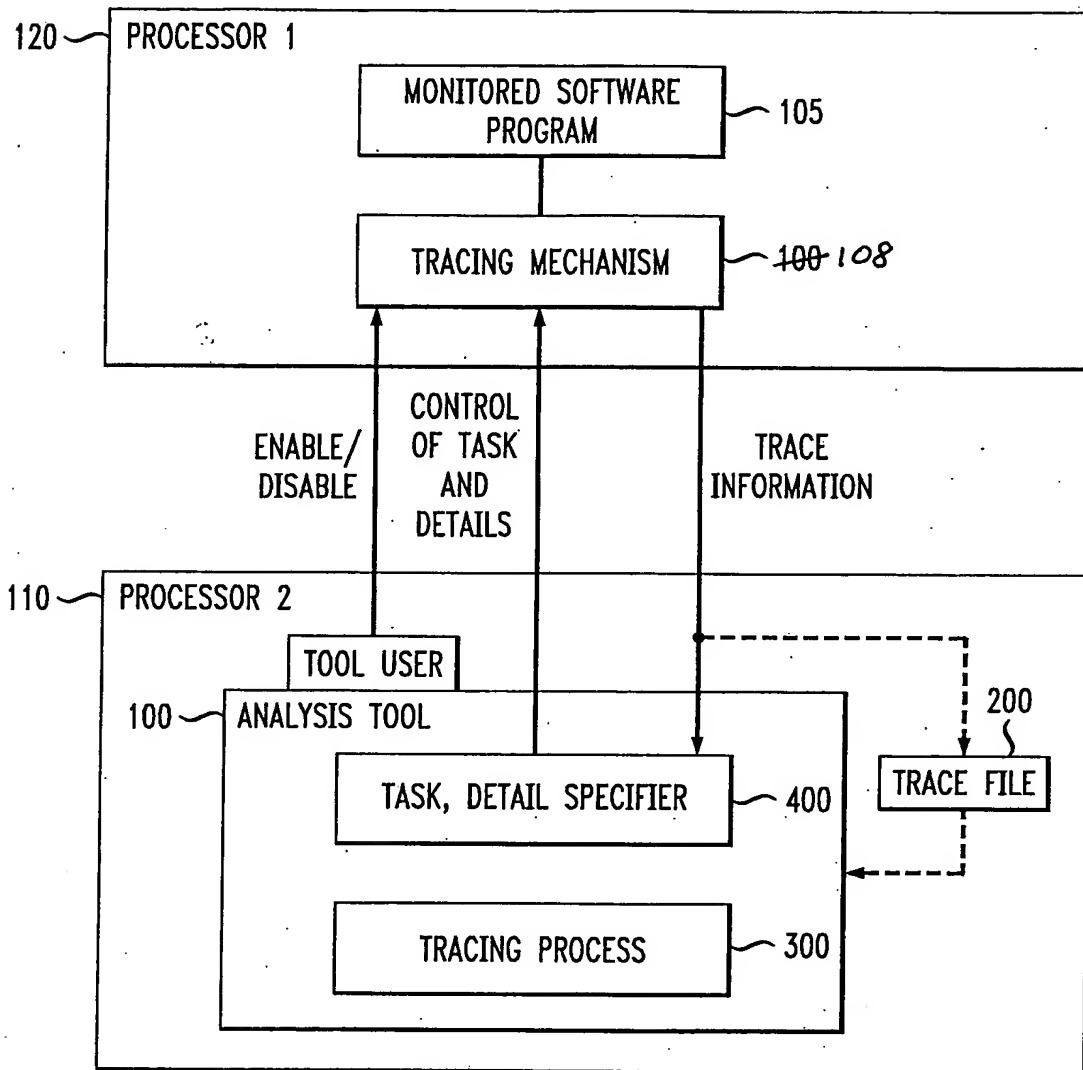 120 PROCESSOR 1
MONITORED SOFTWARE
PROGRAM
105
TRACING MECHANISM
100 108
ENABLE/
DISABLE
CONTROL
OF TASK
AND
DETAILS
TRACE
INFORMATION
110 PROCESSOR 2
TOOL USER
100 ANALYSIS TOOL
TASK, DETAIL SPECIFIER
400
200
TRACE FILE
TRACING PROCESS
300